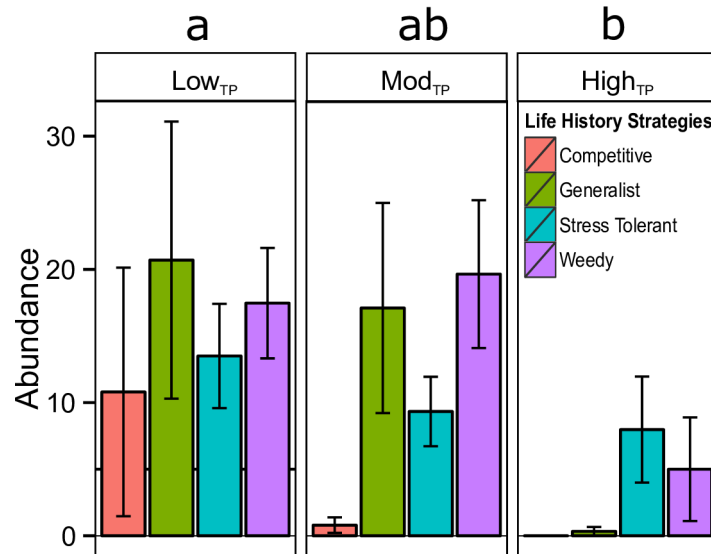 a ab b
Low_TP Mod_TP High_TP
Life History Strategies
Competitive
Generalist
Stress Tolerant
Weedy
30
20
10
0
Abundance